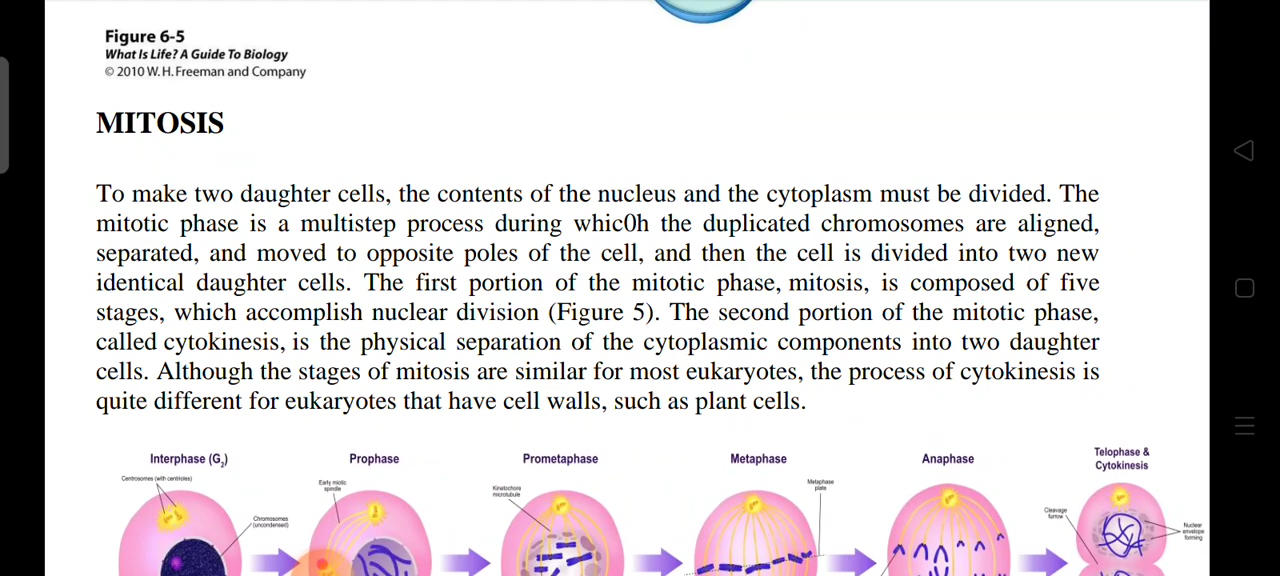 Figure 6-5
What Is Life? A Guide To Biology
© 2010 W. H. Freeman and Company
MITOSIS
To make two daughter cells, the contents of the nucleus and the cytoplasm must be divided. The
mitotic phase is a multistep process during whic0h the duplicated chromosomes are aligned,
separated, and moved to opposite poles of the cell, and then the cell is divided into two new
identical daughter cells. The first portion of the mitotic phase, mitosis, is composed of five
stages, which accomplish nuclear division (Figure 5). The second portion of the mitotic phase,
called cytokinesis, is the physical separation of the cytoplasmic components into two daughter
cells. Although the stages of mitosis are similar for most eukaryotes, the process of cytokinesis is
quite different for eukaryotes that have cell walls, such as plant cells.
Interphase (G2)
Centrosomes (with centrioles)
Chromosomes
(uncondensed)
Prophase
Early miotic
spindle
Prometaphase
Kinetochore
microtubule
Metaphase
Metaphase
plate
Anaphase
Telophase &
Cytokinesis
Cleavage
furrow
Nuclear
envelope
forming